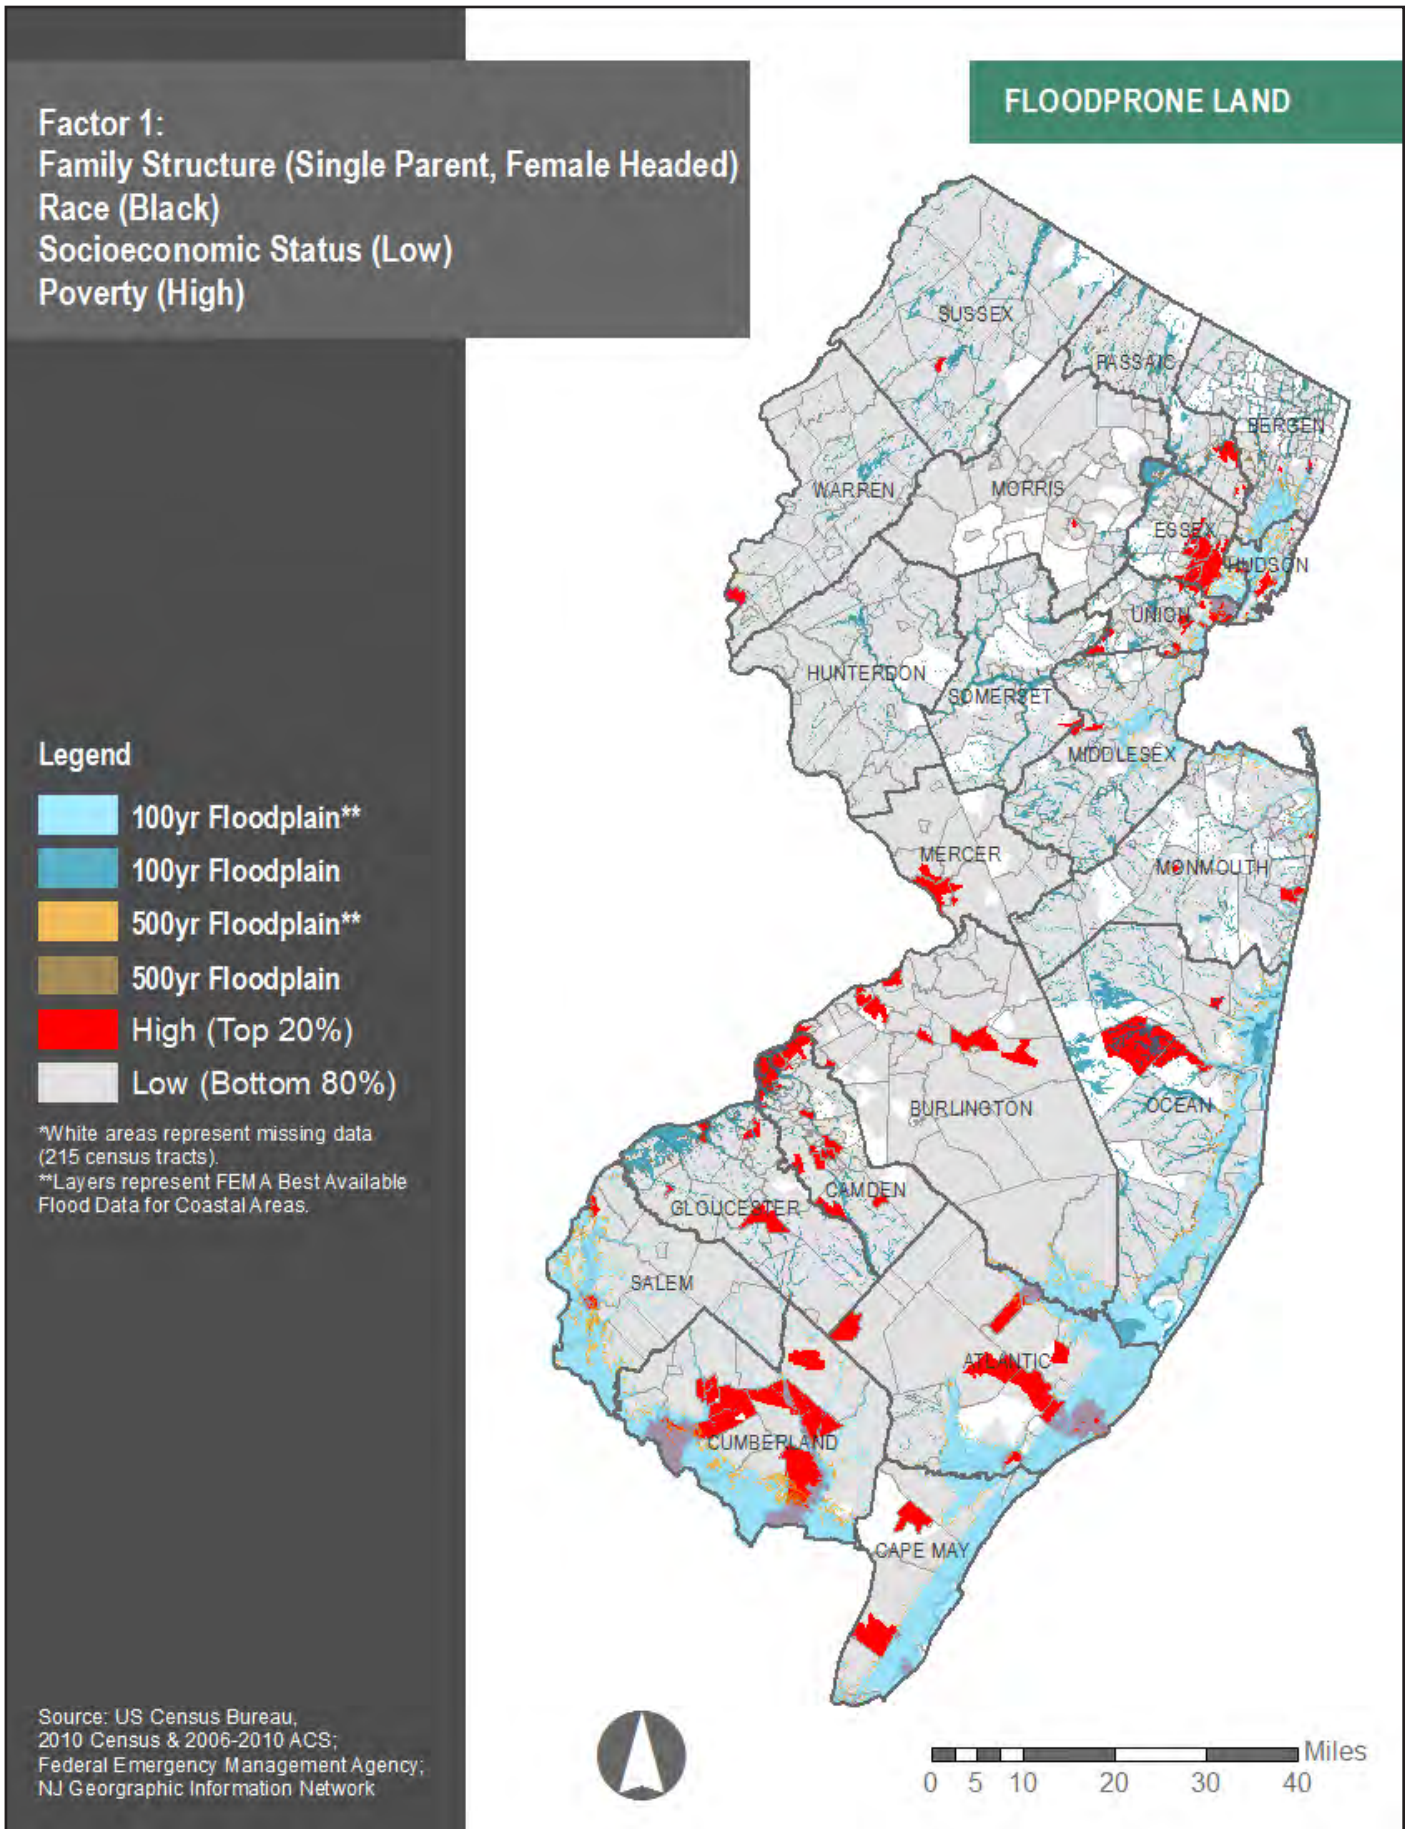 FLOODPRONE LAND
Factor 1:
Family Structure (Single Parent, Female Headed)
Race (Black)
Socioeconomic Status (Low)
Poverty (High)
SUSSEX
PASSAIC
BERGEN
WARREN
MORRIS
ESSEX
HUDSON
UNION
HUNTERDON
SOMERSET
MIDDLESEX
MERCER
MONMOUTH
OCEAN
BURLINGTON
CAMDEN
GLOUCESTER
SALEM
ATLANTIC
CUMBERLAND
CAPE MAY
Legend
100yr Floodplain**
100yr Floodplain
500yr Floodplain**
500yr Floodplain
High (Top 20%)
Low (Bottom 80%)
*White areas represent missing data
(215 census tracts).
**Layers represent FEMA Best Available
Flood Data for Coastal Areas.
Source: US Census Bureau,
2010 Census & 2006-2010 ACS;
Federal Emergency Management Agency;
NJ Georgraphic Information Network
Miles
0 5 10 20 30 40